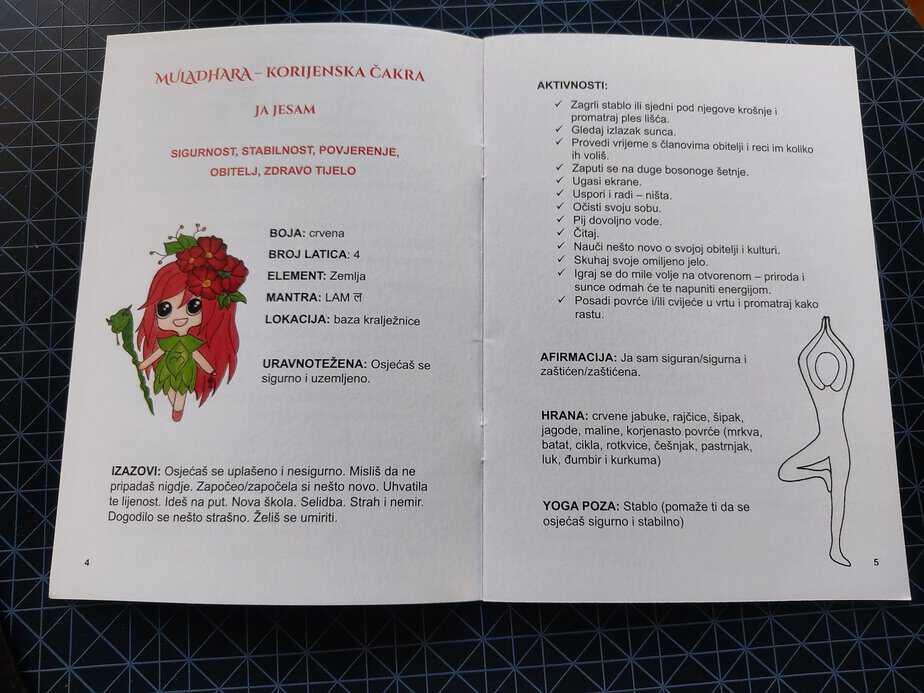 MULADHARA – KORIJENSKA ČAKRA
JA JESAM
SIGURNOST, STABILNOST, POVJERENJE,
OBITELJ, ZDRAVO TIJELO
BOJA: crvena
BROJ LATICA: 4
ELEMENT: Zemlja
MANTRA: LAM ल
LOKACIJA: baza kralježnice
URAVNOTEŽENA: Osjećaš se
sigurno i uzemljeno.
IZAZOVI: Osjećaš se uplašeno i nesigurno. Misliš da ne
pripadaš nigdje. Započeo/započela si nešto novo. Uhvatila
te lijenost. Ideš na put. Nova škola. Selidba. Strah i nemir.
Dogodilo se nešto strašno. Želiš se umiriti.
4
AKTIVNOSTI:
✓ Zagrli stablo ili sjedni pod njegove krošnje i
promatraj ples lišća.
✓ Gledaj izlazak sunca.
✓ Provedi vrijeme s članovima obitelji i reci im koliko
ih voliš.
✓ Zaputi se na duge bosonoge šetnje.
✓ Ugasi ekrane.
✓ Uspori i radi – ništa.
✓ Očisti svoju sobu.
✓ Pij dovoljno vode.
✓ Čitaj.
✓ Nauči nešto novo o svojoj obitelji i kulturi.
✓ Skuhaj svoje omiljeno jelo.
✓ Igraj se do mile volje na otvorenom – priroda i
sunce odmah će te napuniti energijom.
✓ Posadi povrće i/ili cvijeće u vrtu i promatraj kako
rastu.
AFIRMACIJA: Ja sam siguran/sigurna i
zaštićen/zaštićena.
HRANA: crvene jabuke, rajčice, šipak,
jagode, maline, korjenasto povrće (mrkva,
batat, cikla, rotkvice, češnjak, pastrnjak,
luk, đumbir i kurkuma)
YOGA POZA: Stablo (pomaže ti da se
osjećaš sigurno i stabilno)
5